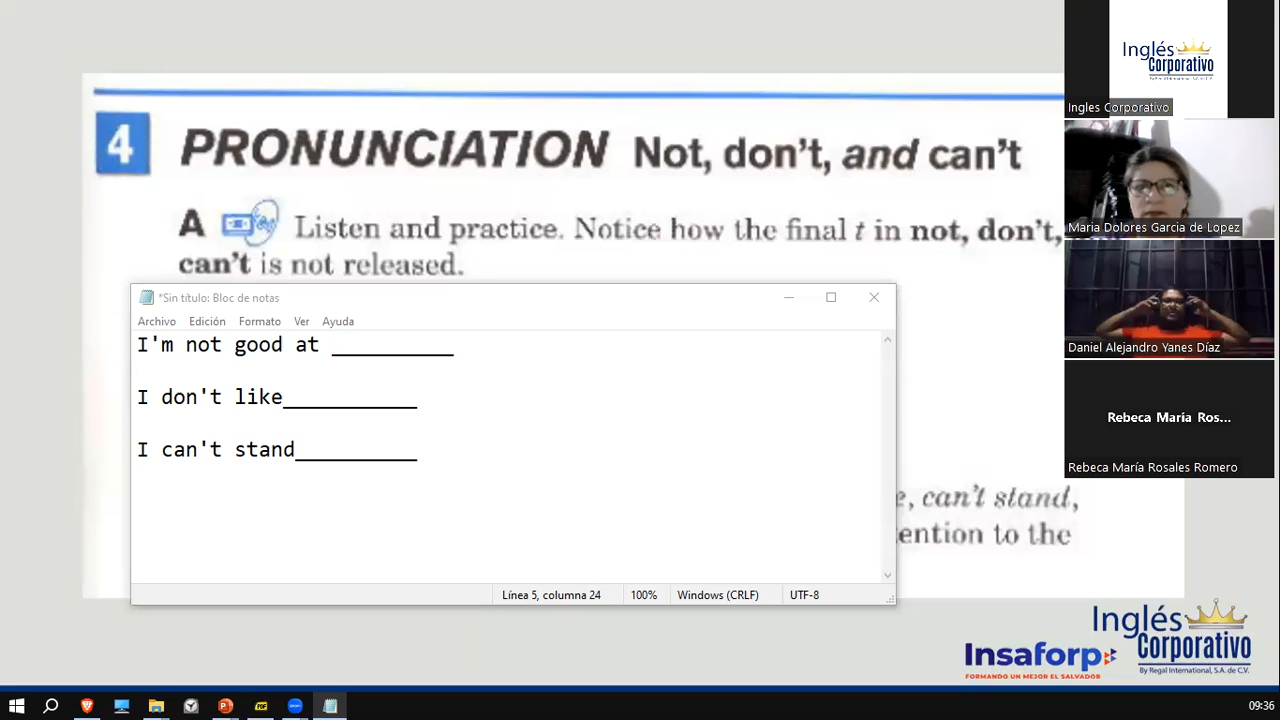 4 PRONUNCIATION Not, don't, and can't
A Listen and practice. Notice how the final t in not, don't,
can't is not released.
*Sin título: Bloc de notas
Archivo Edición Formato Ver Ayuda
I'm not good at __________
I don't like___________
I can't stand__________
Línea 5, columna 24 100% Windows (CRLF) UTF-8
e, can't stand,
ention to the
Inglés
Corporativo
Ingles Corporativo
Maria Dolores Garcia de Lopez
Daniel Alejandro Yanes Díaz
Rebeca María Ros...
Rebeca María Rosales Romero
Insaforp
FORMANDO UN MEJOR EL SALVADOR
Inglés
Corporativo
By Regal International, S.A. de C.V.
09:36